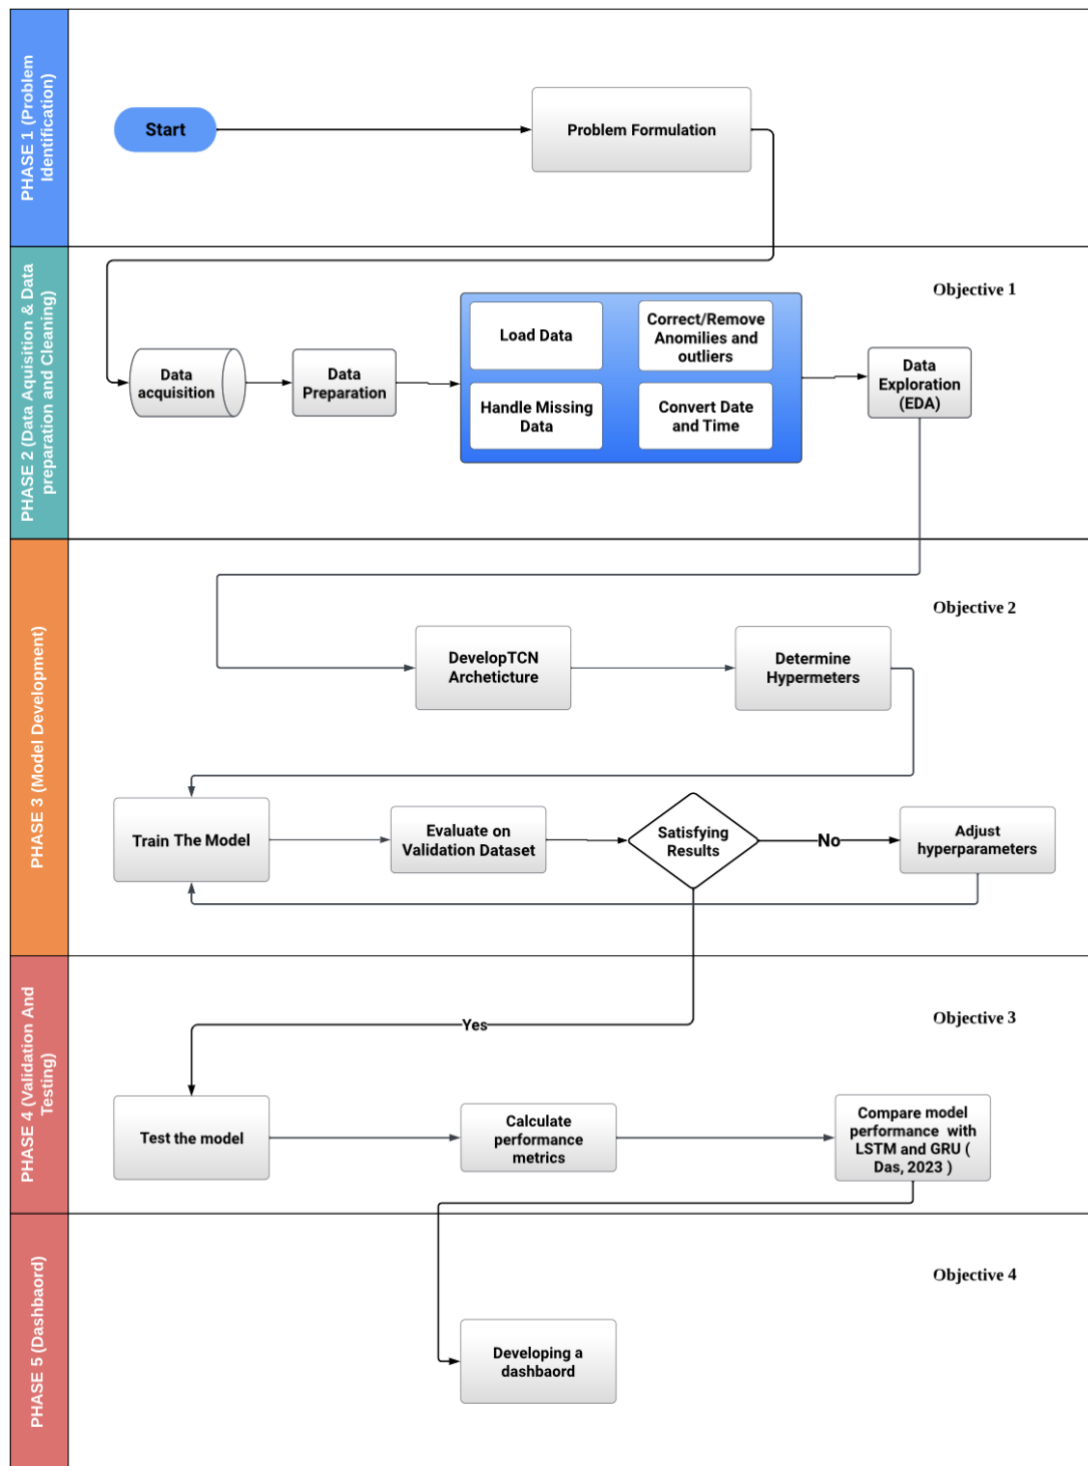 PHASE 1 (Problem
Identification)
Start
Problem Formulation
PHASE 2 (Data Aquisition & Data
preparation and Cleaning)
Objective 1
Data
acquisition
Data
Preparation
Load Data
Correct/Remove
Anomilies and
outliers
Handle Missing
Data
Convert Date
and Time
Data
Exploration
(EDA)
PHASE 3 (Model Development)
Objective 2
DevelopTCN
Archeticture
Determine
Hypermeters
Train The Model
Evaluate on
Validation Dataset
Satisfying
Results
No
Adjust
hyperparameters
PHASE 4 (Validation And
Testing)
Yes
Objective 3
Test the model
Calculate
performance
metrics
Compare model
performance with
LSTM and GRU (
Das, 2023 )
PHASE 5 (Dashbaord)
Objective 4
Developing a
dashbaord